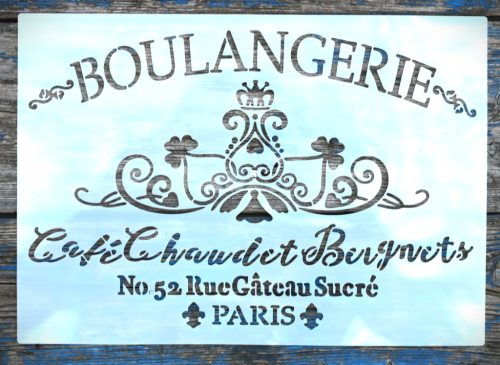 BOULANGERIE
Café Chaud et Beignets
No. 52 Rue Gâteau Sucré
PARIS